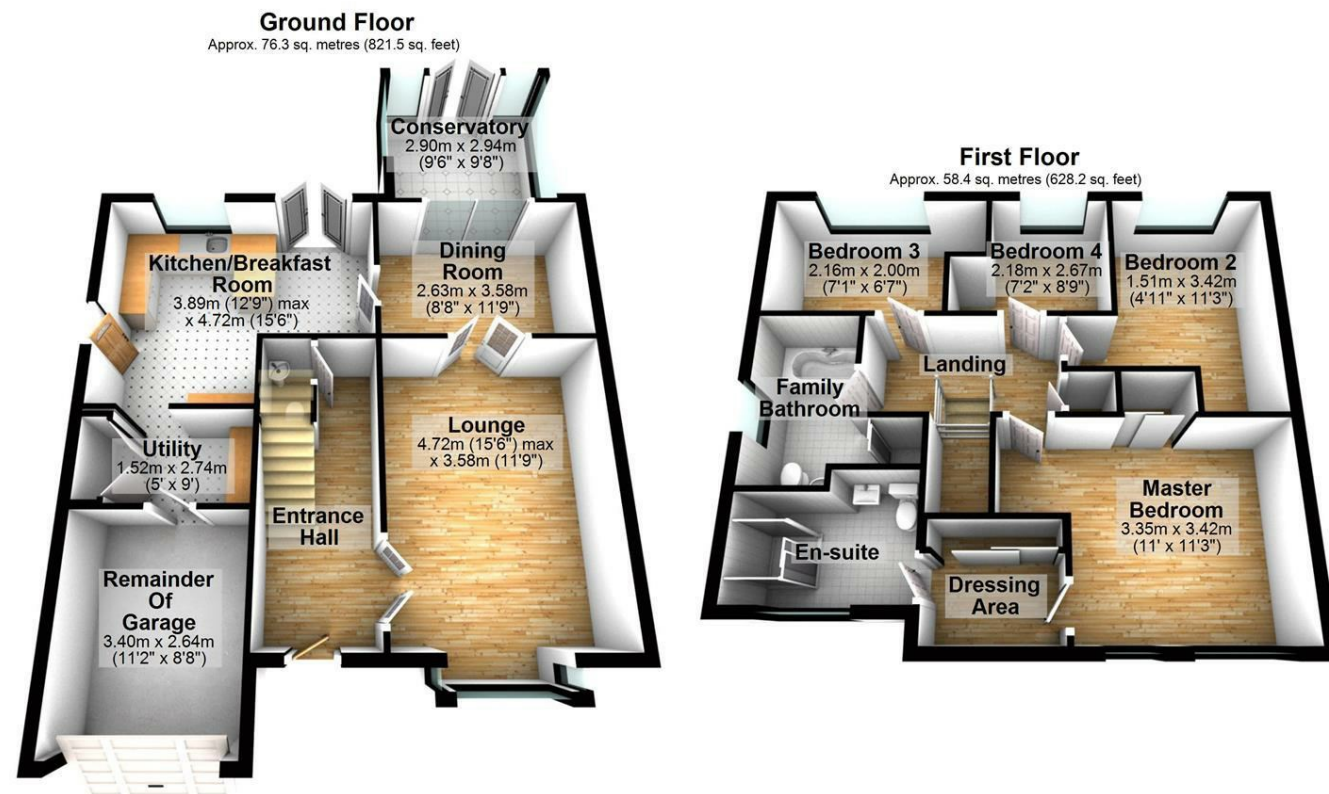 Ground Floor
Approx. 76.3 sq. metres (821.5 sq. feet)
Conservatory
2.90m x 2.94m
(9'6" x 9'8")
Kitchen/Breakfast
Room
3.89m (12'9") max
x 4.72m (15'6")
Dining
Room
2.63m x 3.58m
(8'8" x 11'9")
Utility
1.52m x 2.74m
(5' x 9')
Entrance
Hall
Lounge
4.72m (15'6") max
x 3.58m (11'9")
Remainder
Of
Garage
3.40m x 2.64m
(11'2" x 8'8")
First Floor
Approx. 58.4 sq. metres (628.2 sq. feet)
Bedroom 3
2.16m x 2.00m
(7'1" x 6'7")
Bedroom 4
2.18m x 2.67m
(7'2" x 8'9")
Bedroom 2
1.51m x 3.42m
(4'11" x 11'3")
Landing
Family
Bathroom
En-suite
Dressing
Area
Master
Bedroom
3.35m x 3.42m
(11' x 11'3")